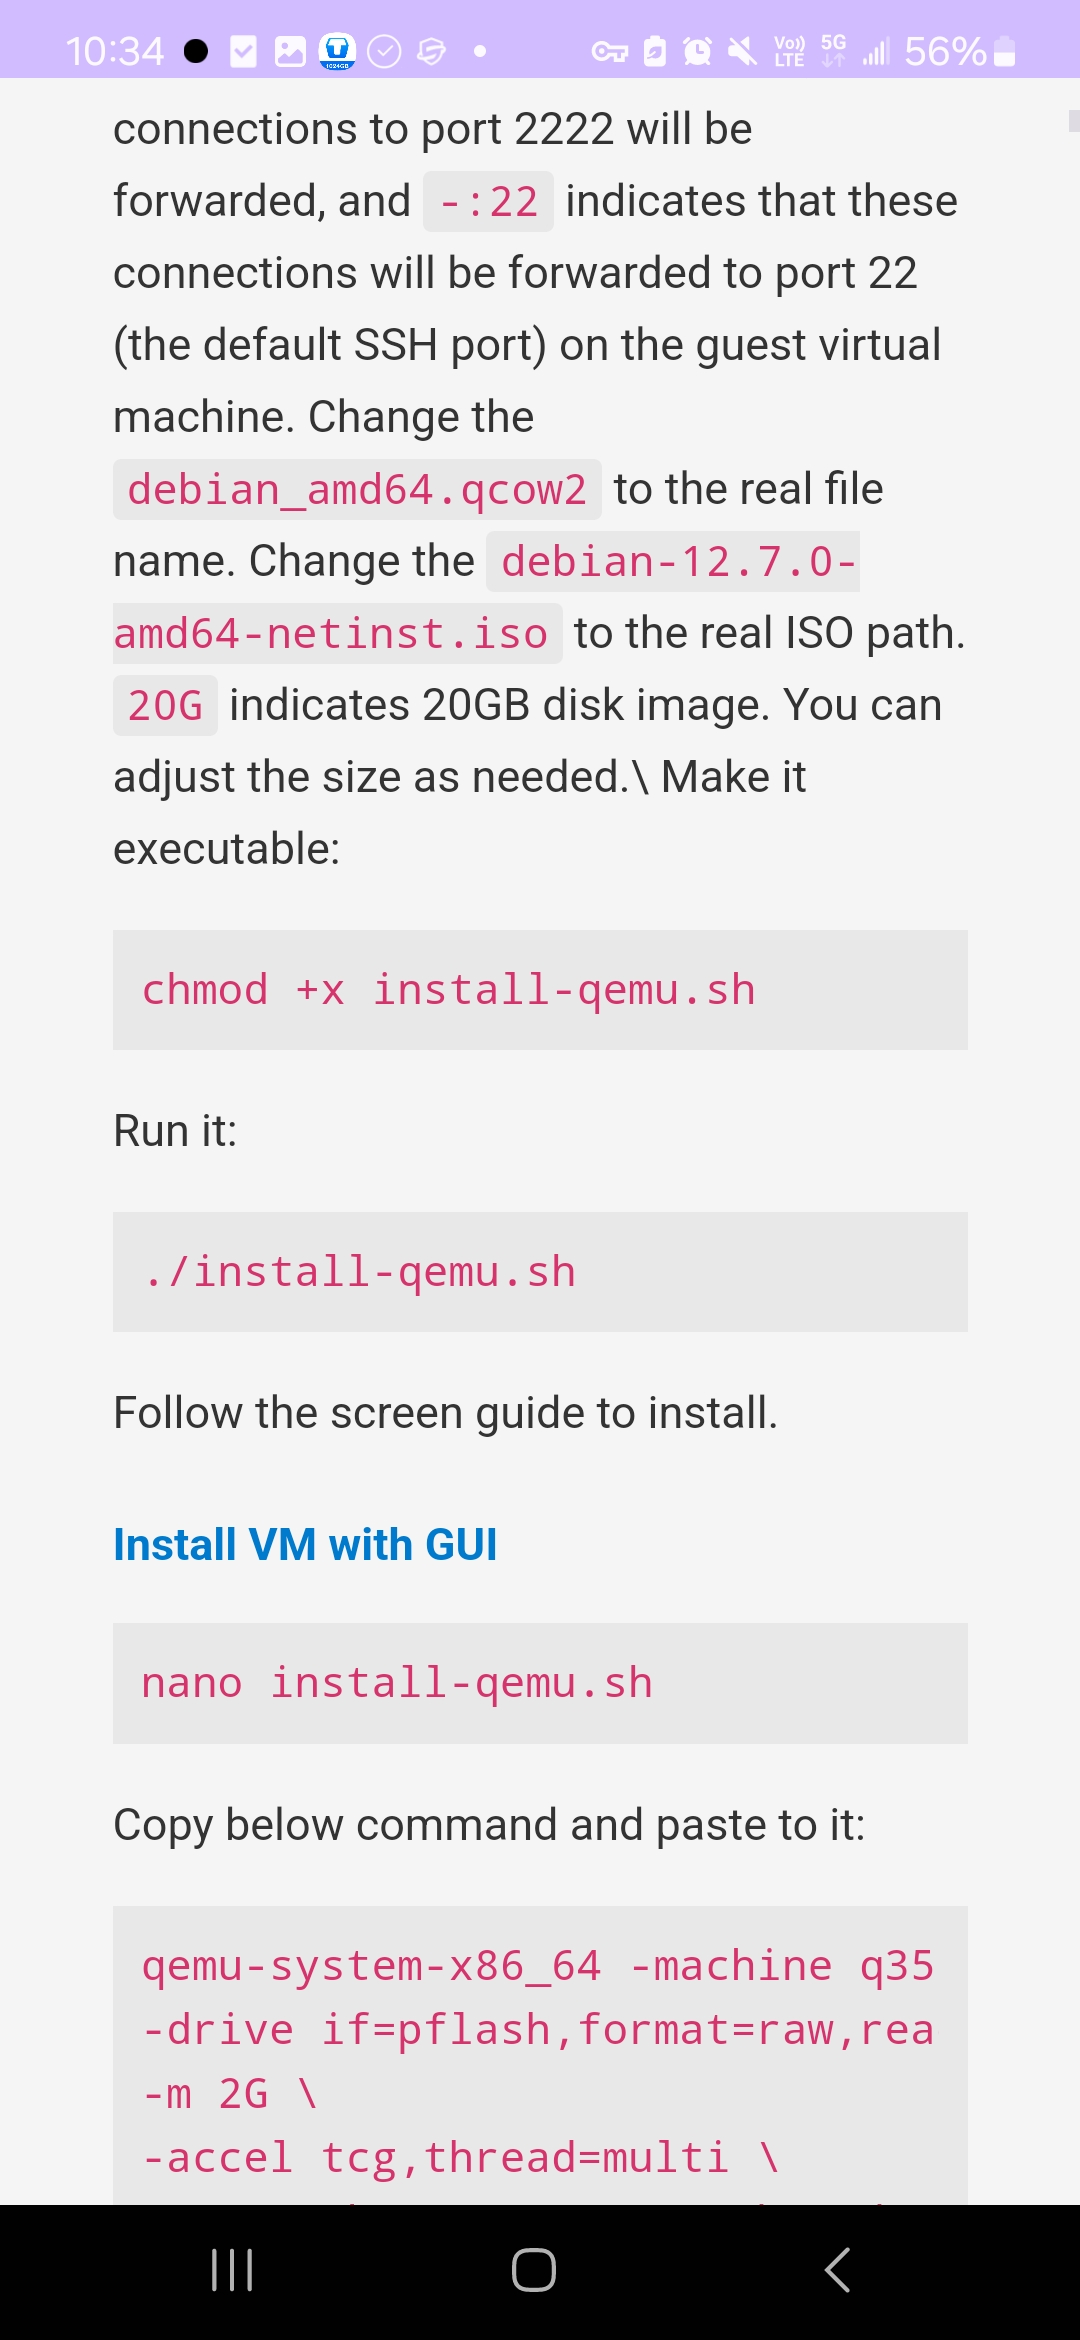 10:34
1024GB
Vo))
LTE
5G
56%
connections to port 2222 will be
forwarded, and -:22 indicates that these
connections will be forwarded to port 22
(the default SSH port) on the guest virtual
machine. Change the
debian_amd64.qcow2 to the real file
name. Change the debian-12.7.0-
amd64-netinst.iso to the real ISO path.
20G indicates 20GB disk image. You can
adjust the size as needed.\ Make it
executable:
chmod +x install-qemu.sh
Run it:
./install-qemu.sh
Follow the screen guide to install.
Install VM with GUI
nano install-qemu.sh
Copy below command and paste to it:
qemu-system-x86_64 -machine q35
-drive if=pflash,format=raw,rea
-m 2G \
-accel tcg,thread=multi \